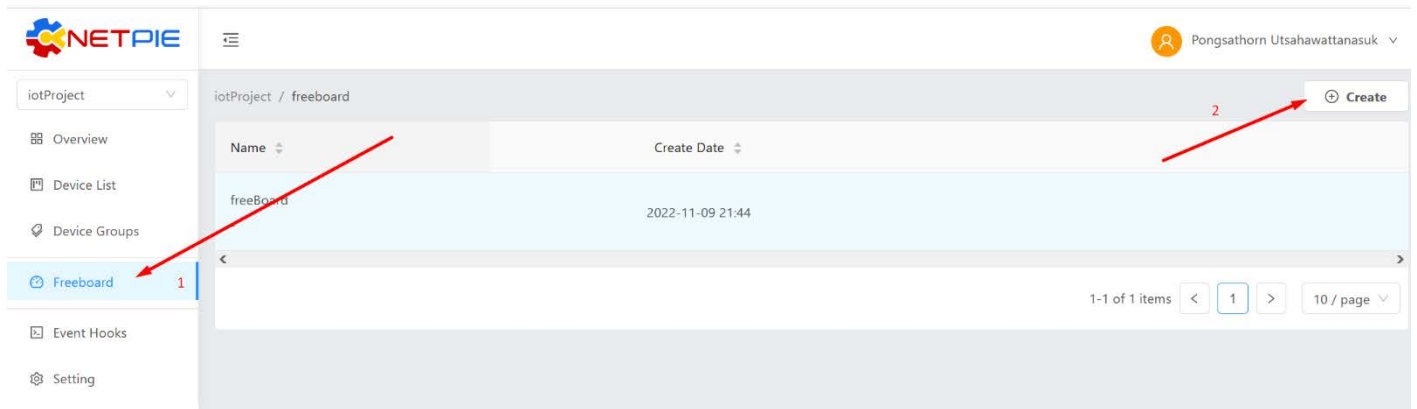 NETPIE
Pongsathorn Utsahawattanasuk
iotProject
iotProject / freeboard
2
Create
Overview
Name
Create Date
Device List
freeBoard
2022-11-09 21:44
Device Groups
Freeboard 1
1-1 of 1 items < 1 > 10 / page
Event Hooks
Setting